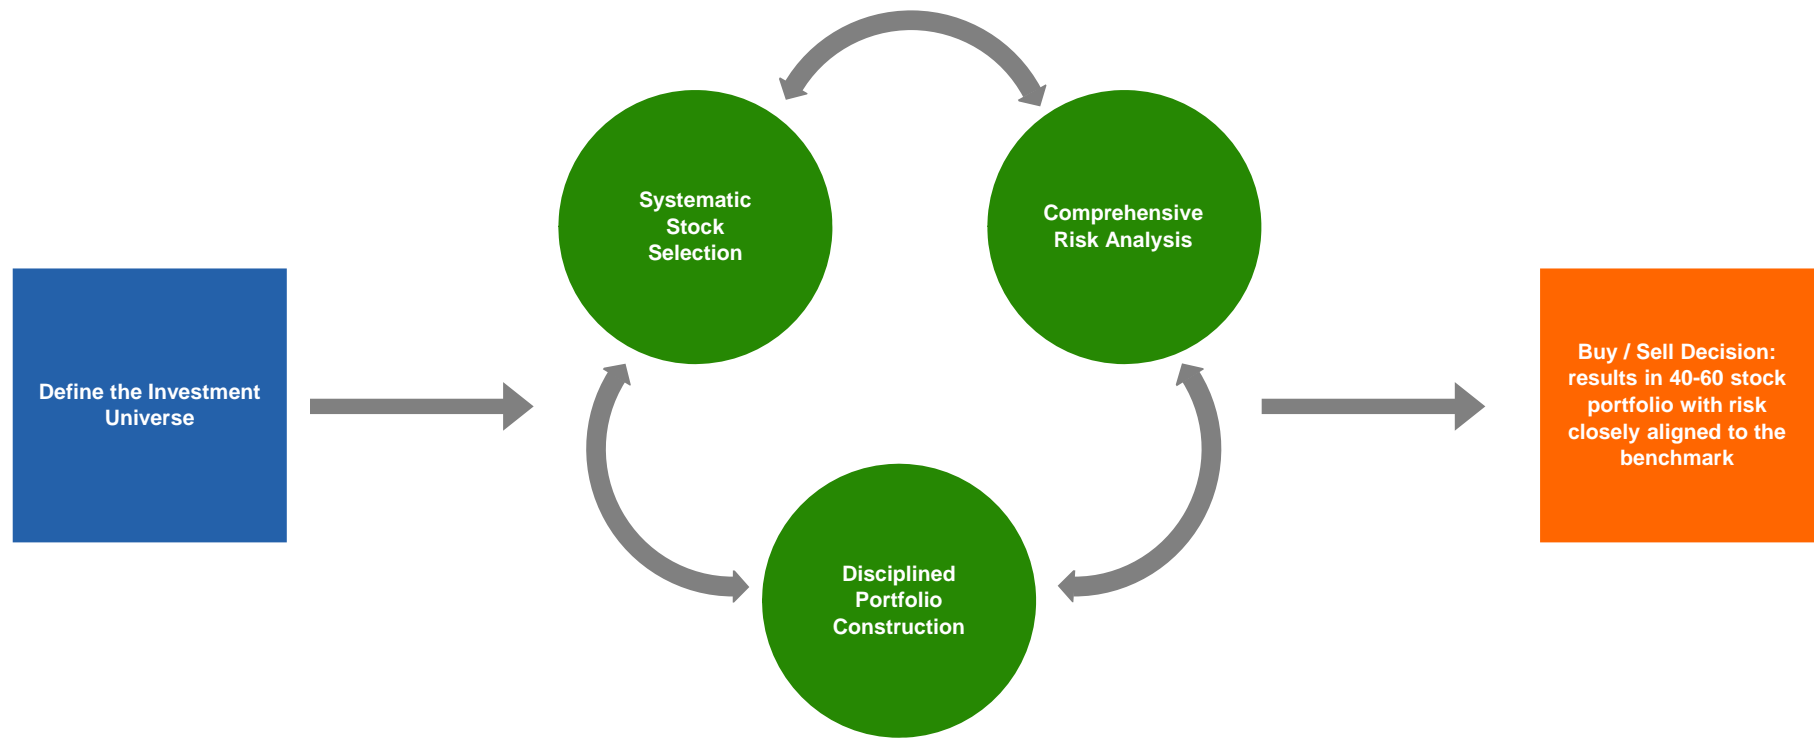 Define the Investment
Universe
Systematic
Stock
Selection
Comprehensive
Risk Analysis
Disciplined
Portfolio
Construction
Buy / Sell Decision:
results in 40-60 stock
portfolio with risk
closely aligned to the
benchmark